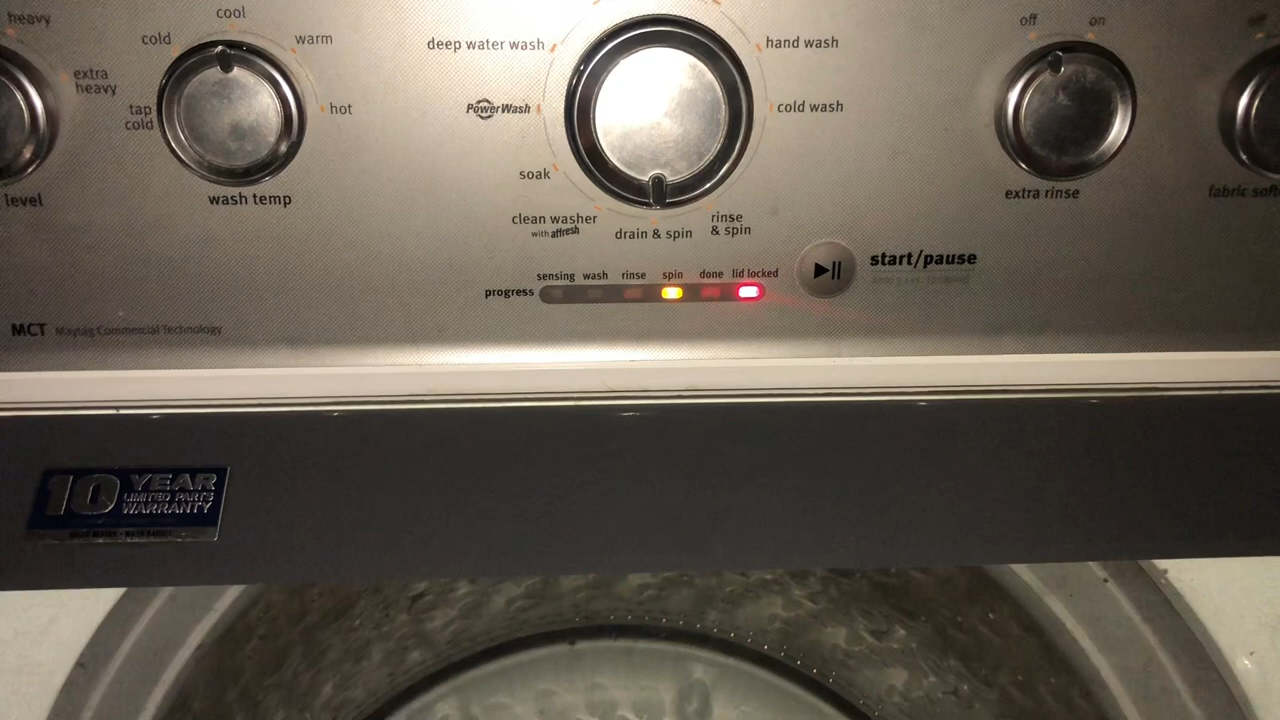 heavy
extra
heavy
level
cool
cold
warm
tap
cold
hot
wash temp
deep water wash
hand wash
PowerWash
cold wash
soak
clean washer
with affresh
drain & spin
rinse
& spin
off
on
extra rinse
fabric soft
start/pause
sensing wash rinse spin done lid locked
progress
MCT Maytag Commercial Technology
10 YEAR
LIMITED PARTS
WARRANTY